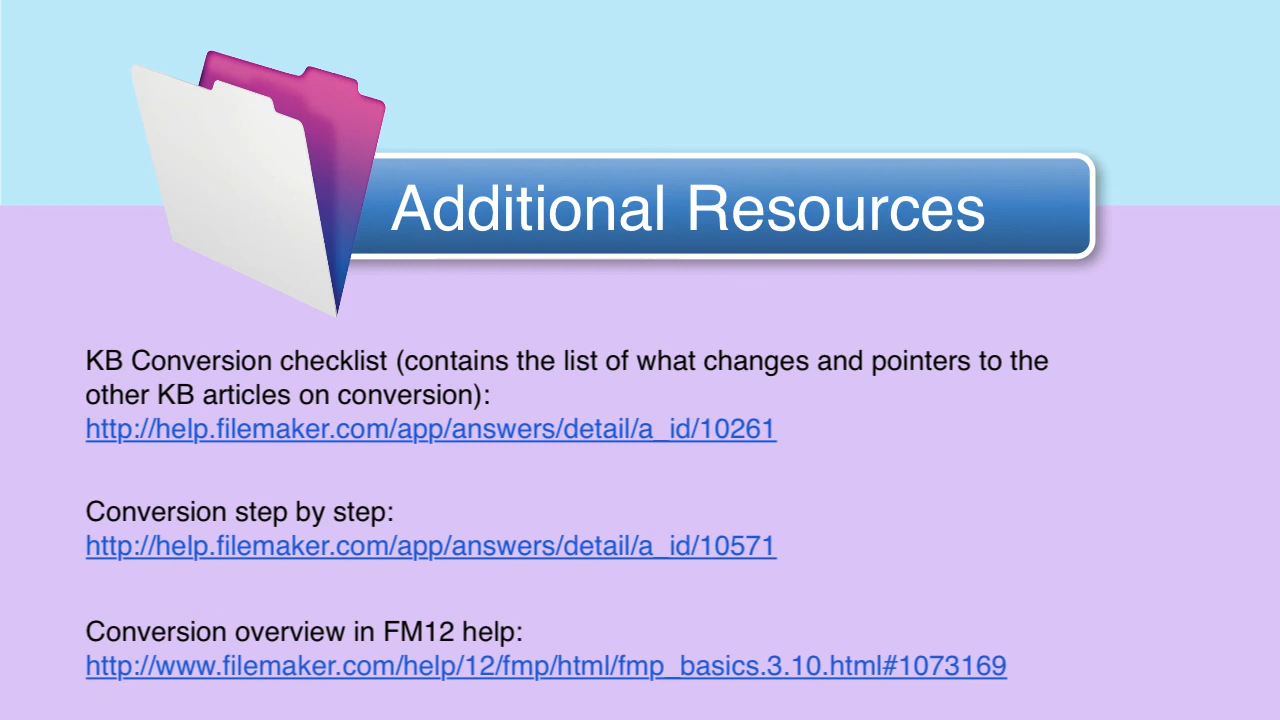 Additional Resources
KB Conversion checklist (contains the list of what changes and pointers to the
other KB articles on conversion):
http://help.filemaker.com/app/answers/detail/a_id/10261
Conversion step by step:
http://help.filemaker.com/app/answers/detail/a_id/10571
Conversion overview in FM12 help:
http://www.filemaker.com/help/12/fmp/html/fmp_basics.3.10.html#1073169